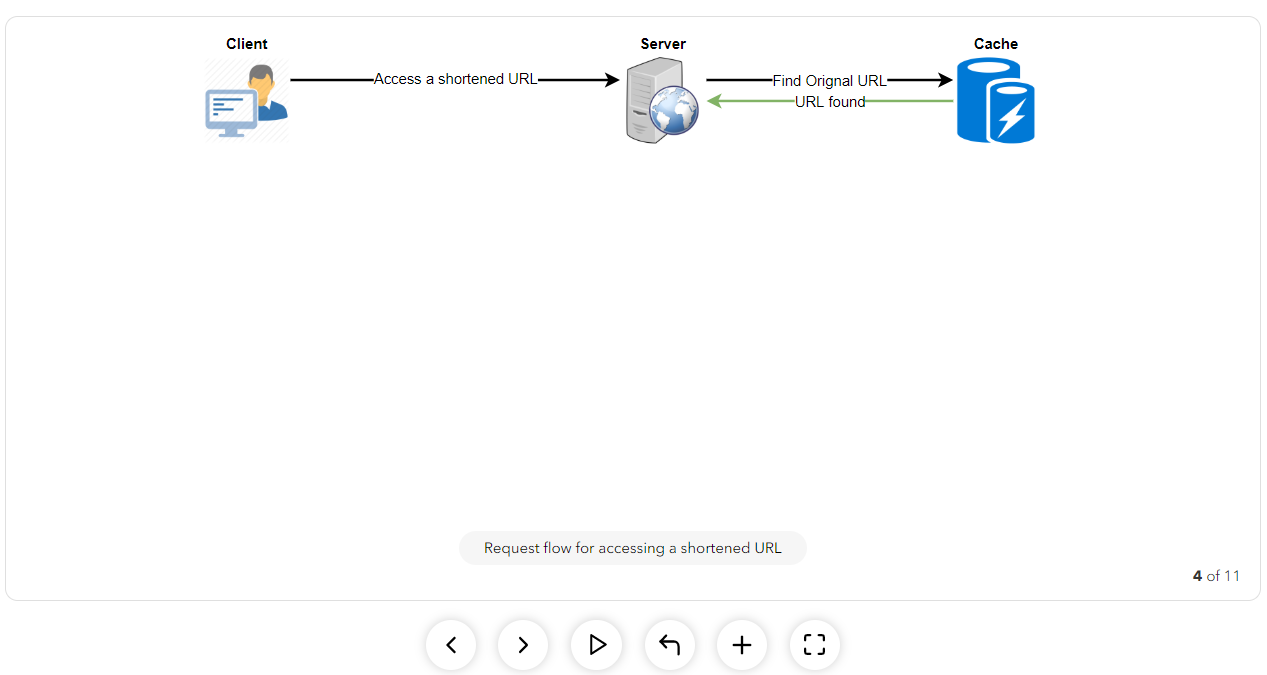 Client
Server
Cache
Access a shortened URL
Find Orignal URL
URL found
Request flow for accessing a shortened URL
4 of 11